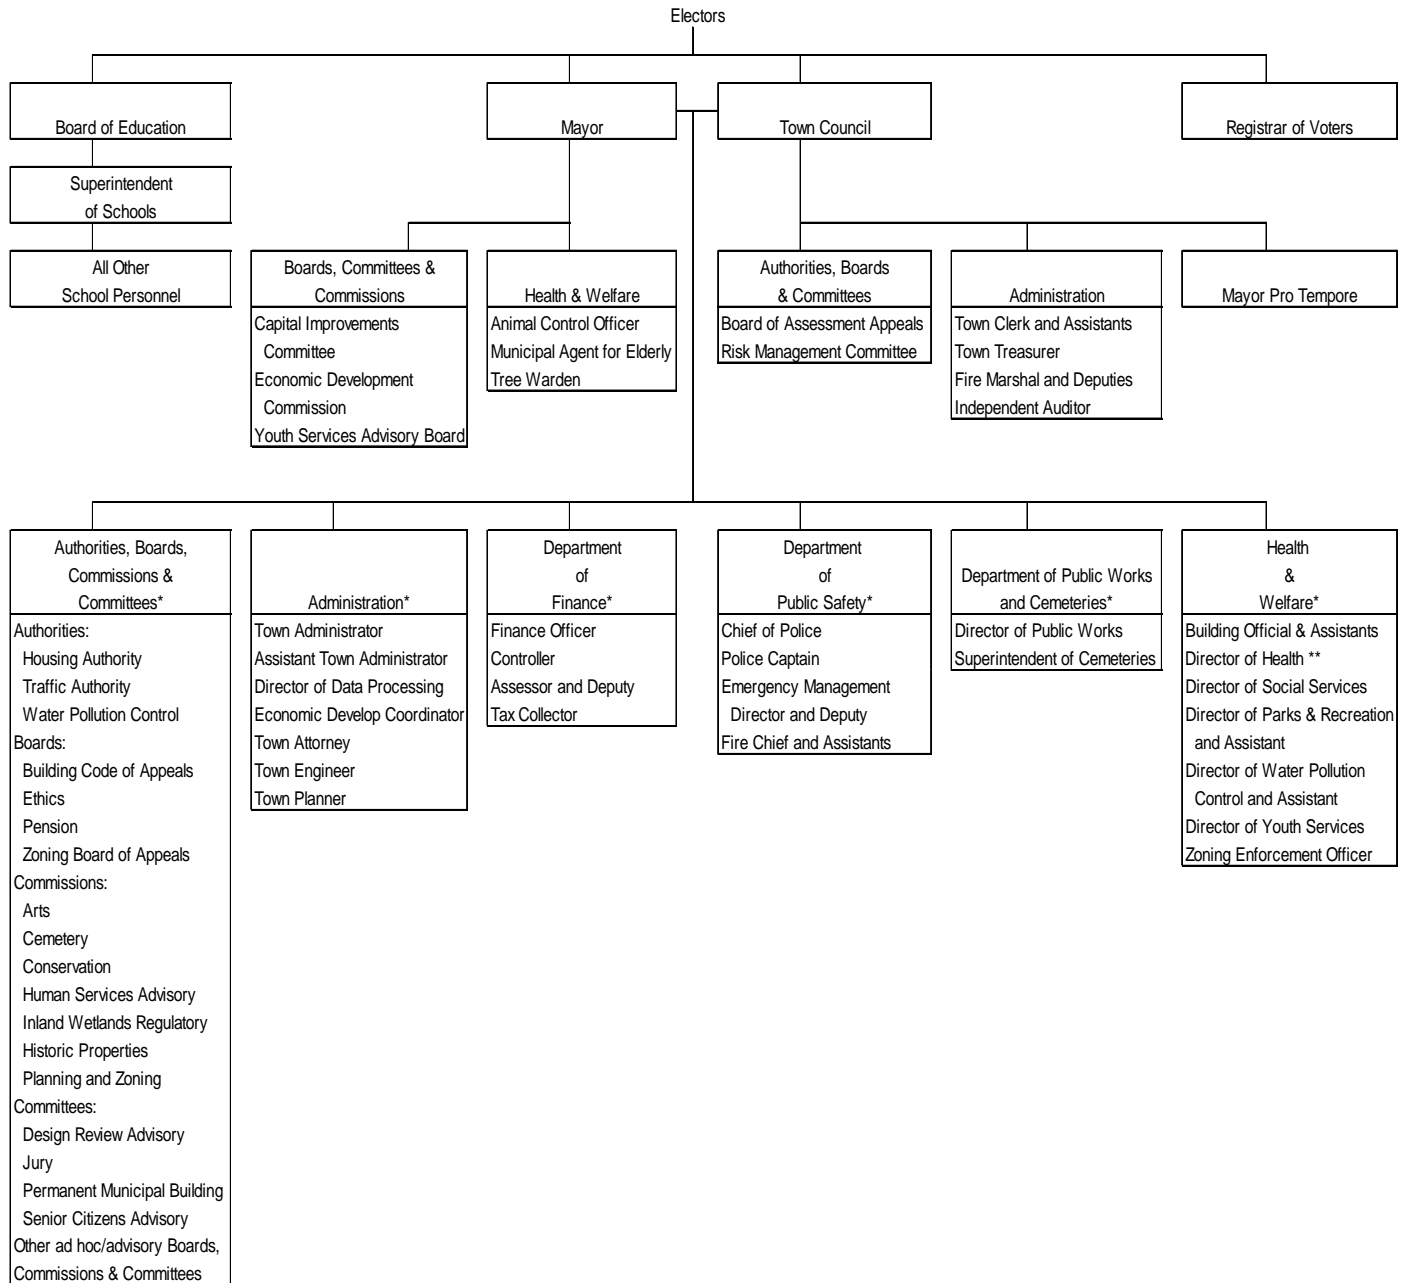 Electors
Board of Education
Mayor
Town Council
Registrar of Voters
Superintendent
of Schools
All Other
School Personnel
Boards, Committees &
Commissions
Capital Improvements
Committee
Economic Development
Commission
Youth Services Advisory Board
Health & Welfare
Animal Control Officer
Municipal Agent for Elderly
Tree Warden
Authorities, Boards
& Committees
Board of Assessment Appeals
Risk Management Committee
Administration
Town Clerk and Assistants
Town Treasurer
Fire Marshal and Deputies
Independent Auditor
Mayor Pro Tempore
Authorities, Boards,
Commissions &
Committees*
Authorities:
Housing Authority
Traffic Authority
Water Pollution Control
Boards:
Building Code of Appeals
Ethics
Pension
Zoning Board of Appeals
Commissions:
Arts
Cemetery
Conservation
Human Services Advisory
Inland Wetlands Regulatory
Historic Properties
Planning and Zoning
Committees:
Design Review Advisory
Jury
Permanent Municipal Building
Senior Citizens Advisory
Other ad hoc/advisory Boards,
Commissions & Committees
Administration*
Town Administrator
Assistant Town Administrator
Director of Data Processing
Economic Develop Coordinator
Town Attorney
Town Engineer
Town Planner
Department
of
Finance*
Finance Officer
Controller
Assessor and Deputy
Tax Collector
Department
of
Public Safety*
Chief of Police
Police Captain
Emergency Management
Director and Deputy
Fire Chief and Assistants
Department of Public Works
and Cemeteries*
Director of Public Works
Superintendent of Cemeteries
Health
&
Welfare*
Building Official & Assistants
Director of Health **
Director of Social Services
Director of Parks & Recreation
and Assistant
Director of Water Pollution
Control and Assistant
Director of Youth Services
Zoning Enforcement Officer